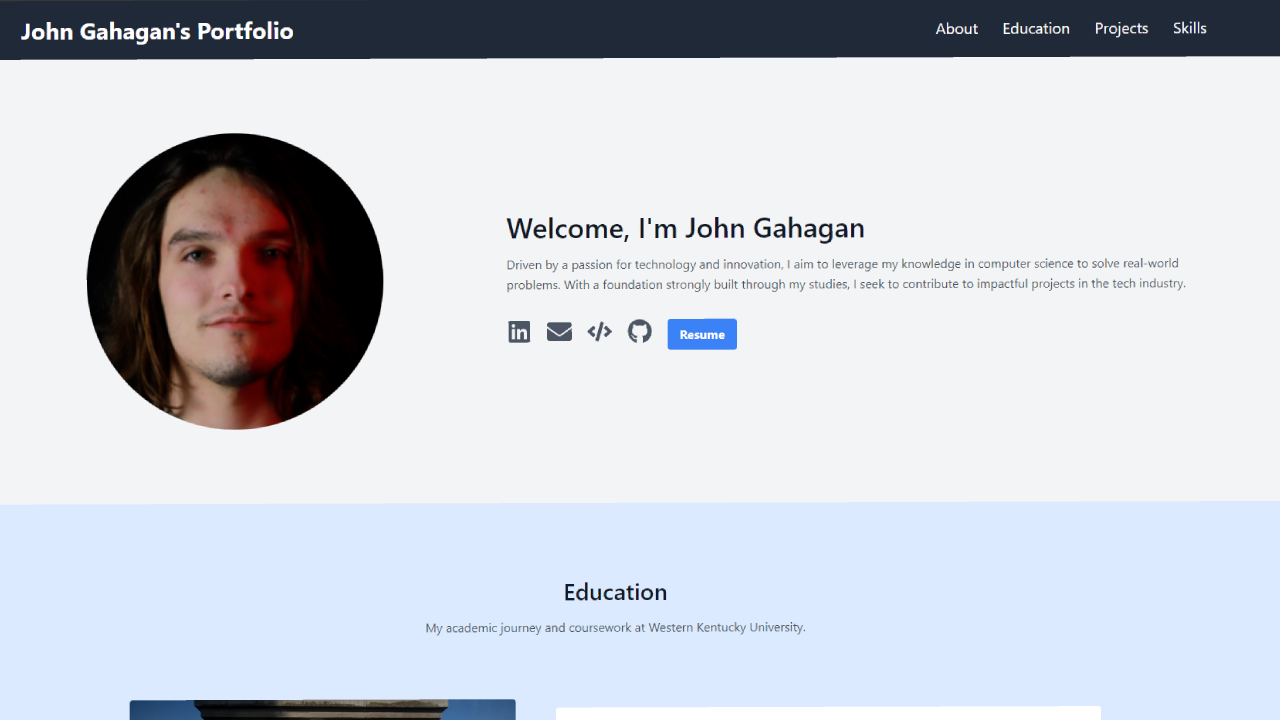 John Gahagan's Portfolio
About Education Projects Skills
Welcome, I'm John Gahagan
Driven by a passion for technology and innovation, I aim to leverage my knowledge in computer science to solve real-world
problems. With a foundation strongly built through my studies, I seek to contribute to impactful projects in the tech industry.
in
Resume
Education
My academic journey and coursework at Western Kentucky University.